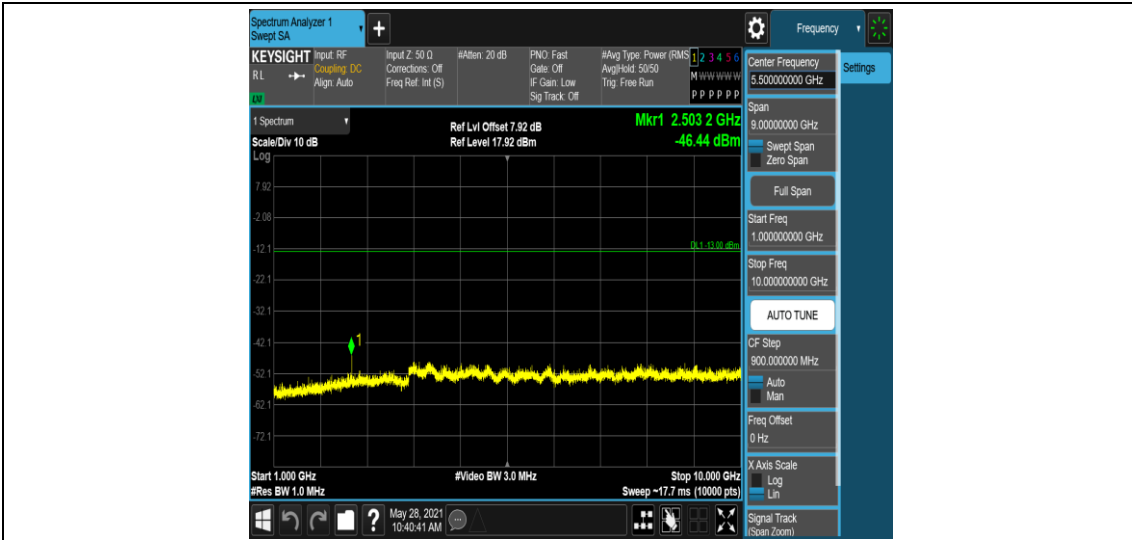 Spectrum Analyzer 1
Swept SA
+
Frequency
KEYSIGHT
RL
LXI
Input: RF
Coupling: DC
Align: Auto
Input Z: 50 Ω
Corrections: Off
Freq Ref: Int (S)
#Atten: 20 dB
PNO: Fast
Gate: Off
IF Gain: Low
Sig Track: Off
#Avg Type: Power (RMS
Avg|Hold: 50/50
Trig: Free Run
1 2 3 4 5 6
M W W W W W
P P P P P P
1 Spectrum
Scale/Div 10 dB
Log
Ref Lvl Offset 7.92 dB
Ref Level 17.92 dBm
Mkr1 2.503 2 GHz
-46.44 dBm
7.92
-2.08
-12.1
DL1 -13.00 dBm
-22.1
-32.1
-42.1
1
-52.1
-62.1
-72.1
Start 1.000 GHz
#Res BW 1.0 MHz
#Video BW 3.0 MHz
Stop 10.000 GHz
Sweep ~17.7 ms (10000 pts)
?
May 28, 2021
10:40:41 AM
Center Frequency
5.500000000 GHz
Settings
Span
9.00000000 GHz
Swept Span
Zero Span
Full Span
Start Freq
1.000000000 GHz
Stop Freq
10.000000000 GHz
AUTO TUNE
CF Step
900.000000 MHz
Auto
Man
Freq Offset
0 Hz
X Axis Scale
Log
Lin
Signal Track
(Span Zoom)